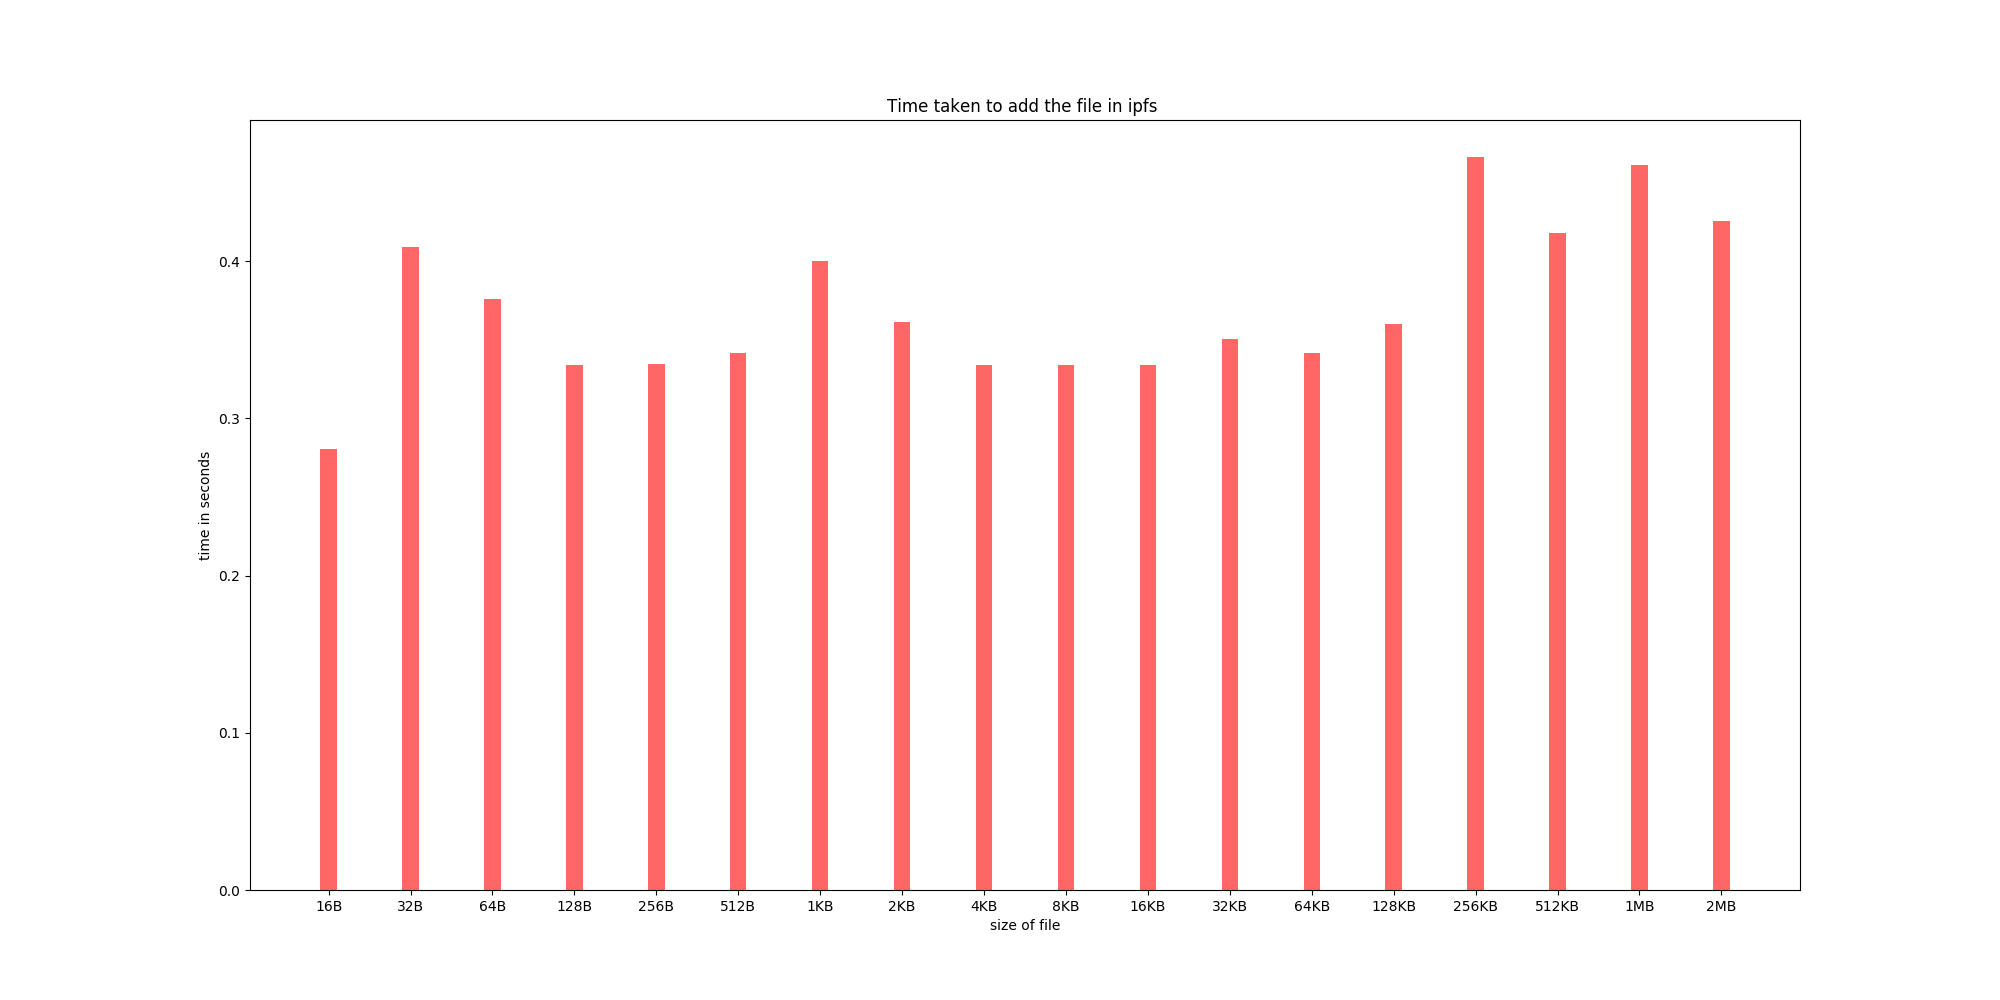 Time taken to add the file in ipfs
time in seconds
0.4
0.3
0.2
0.1
0.0
16B 32B 64B 128B 256B 512B 1KB 2KB 4KB 8KB 16KB 32KB 64KB 128KB 256KB 512KB 1MB 2MB
size of file